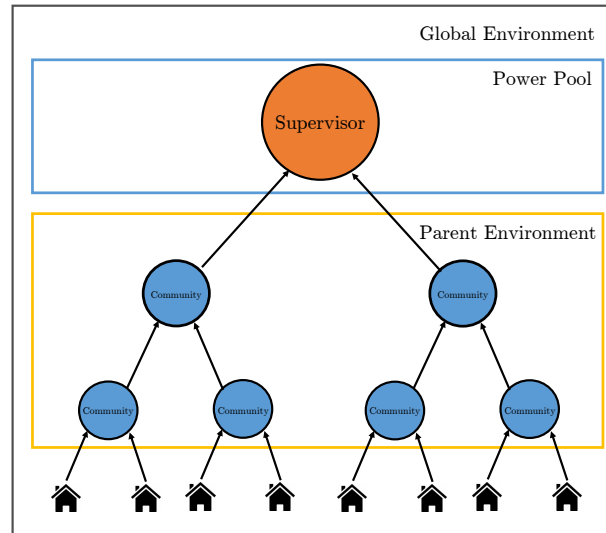 Global Environment
Power Pool
Supervisor
Parent Environment
Community
Community
Community
Community
Community
Community